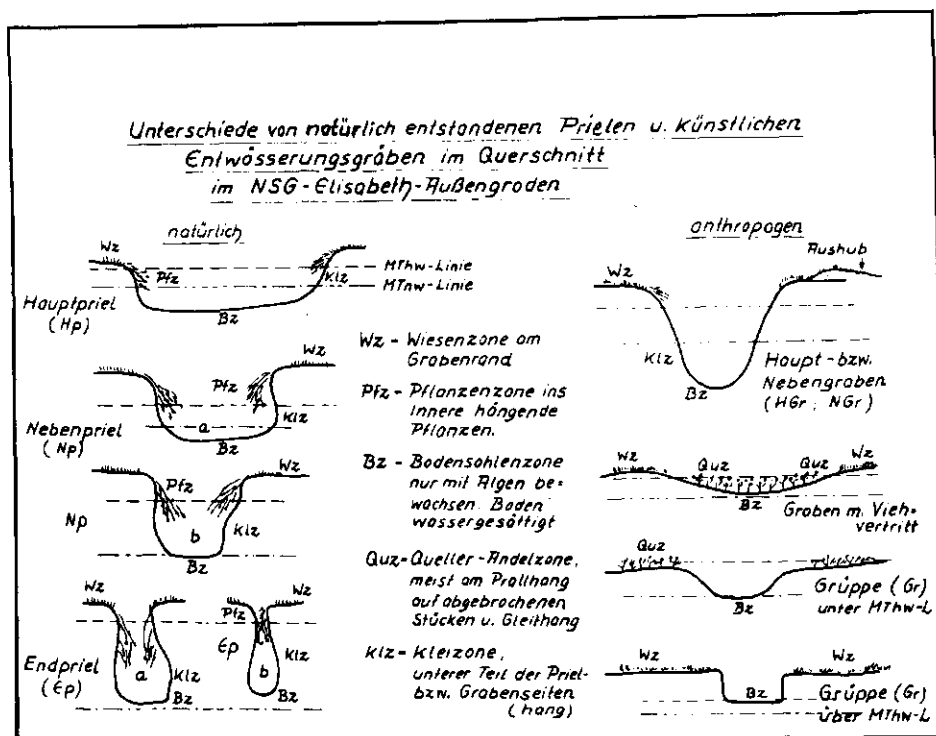 Unterschiede von natürlich entstandenen Prielen u. künstlichen
Entwässerungsgräben im Querschnitt
im NSG-Elisabeth-Außengroden
natürlich
Wz
Pfz
Klz
MThw-Linie
MTnw-Linie
Bz
Hauptpriel
(Hp)
Wz
Pfz
Klz
a
Bz
Nebenpriel
(Np)
Wz
Pfz
Klz
b
Bz
Np
Wz
Wz
Pfz
Ep
a
Klz
Bz
b
Klz
Bz
Endpriel
(Ep)
Wz - Wiesenzone am
Grabenrand
Pfz - Pflanzenzone ins
Innere hängende
Pflanzen.
Bz - Bodensohlenzone
nur mit Algen be=
wachsen. Boden
wassergesättigt
Quz= Queller-Andelzone,
meist am Prallhang
auf abgebrochenen
Stücken u. Gleithang
Klz= Kleizone,
unterer Teil der Priel-
bzw. Grabenseiten
(hang)
anthropogen
Aushub
Wz
Klz
Bz
Haupt- bzw.
Nebengraben
(HGr; NGr)
Wz
Quz
Quz
Wz
Bz
Graben m. Vieh=
vertritt
Quz
Bz
Grüppe (Gr)
unter MThw-L
Wz
Wz
Bz
Grüppe (Gr)
über MThw-L